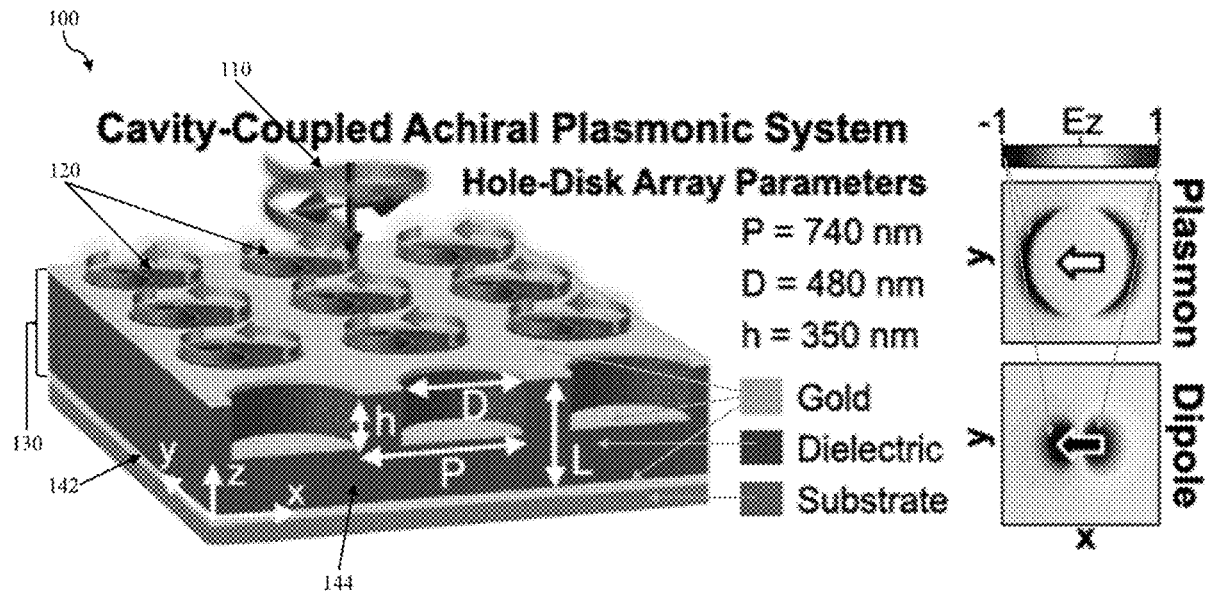 100
110
Cavity-Coupled Achiral Plasmonic System
-1 Ez 1
120
Hole-Disk Array Parameters
P = 740 nm
D = 480 nm
h = 350 nm
y
Plasmon
D
h
P
L
Gold
Dielectric
Substrate
130
142
y
z
x
144
y
Dipole
x